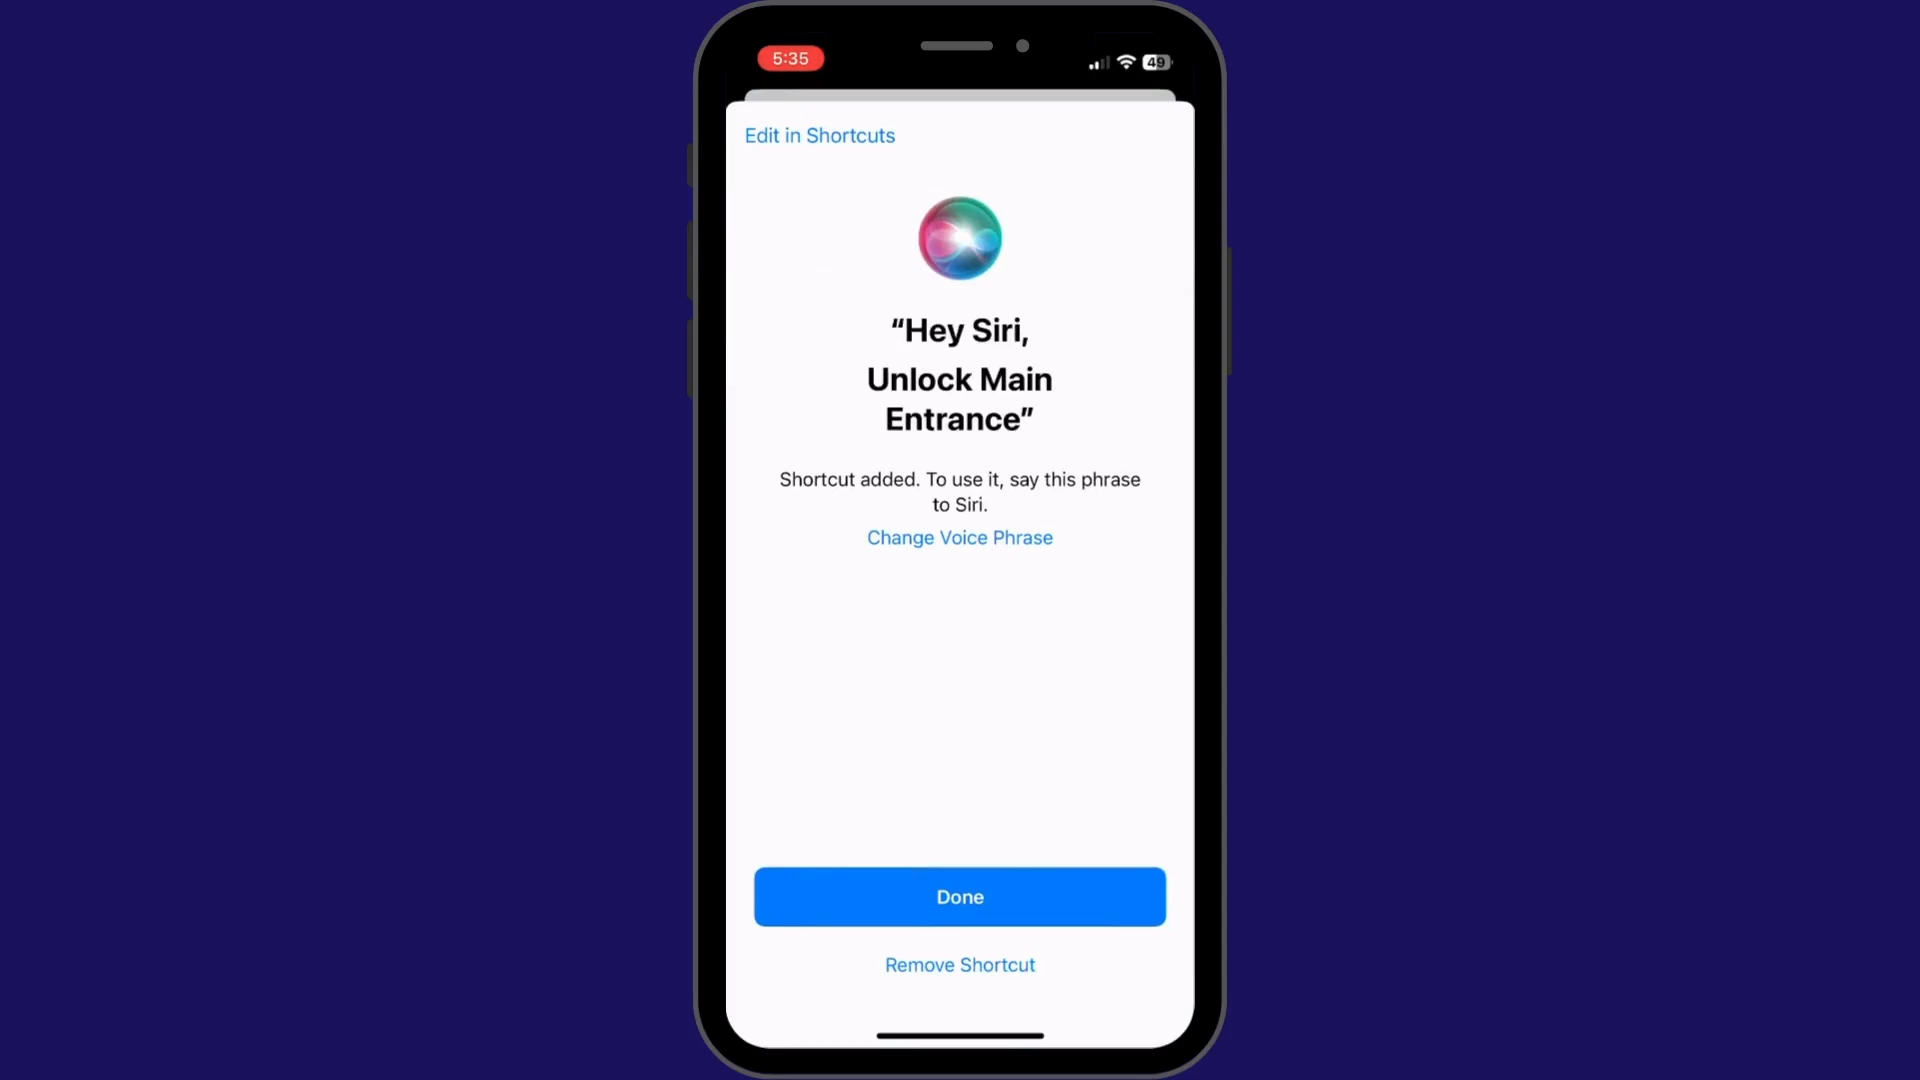 5:35
49
Edit in Shortcuts
“Hey Siri,
Unlock Main
Entrance”
Shortcut added. To use it, say this phrase
to Siri.
Change Voice Phrase
Done
Remove Shortcut